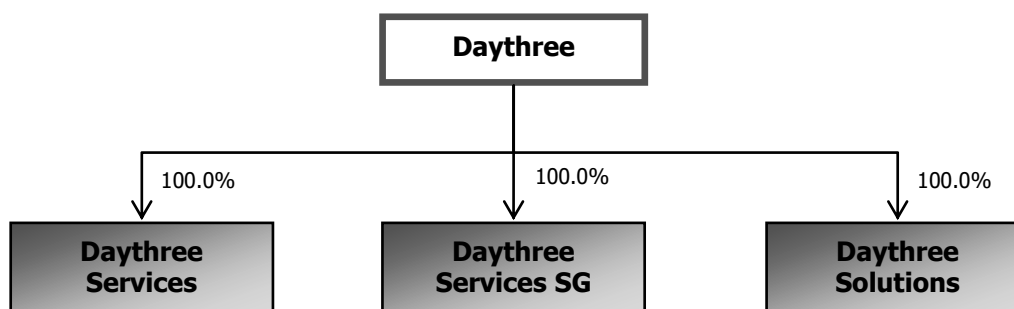 Daythree
100.0%
100.0%
100.0%
Daythree
Services
Daythree
Services SG
Daythree
Solutions